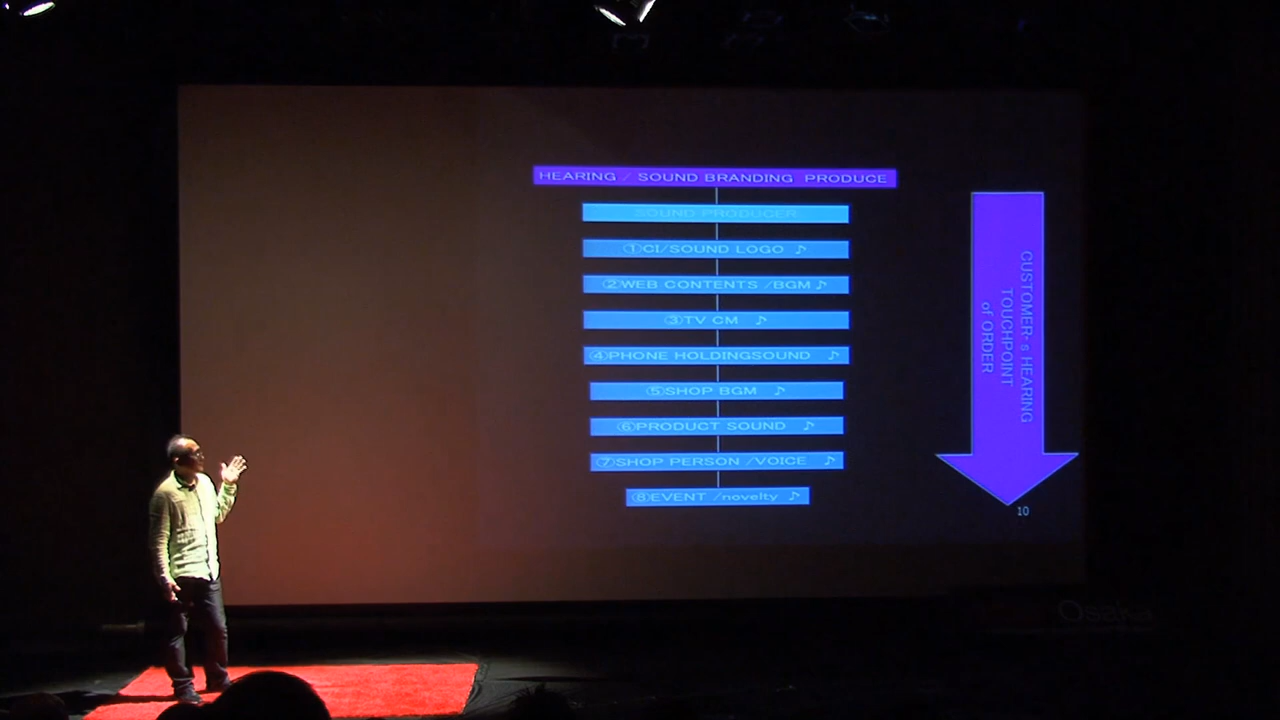 HEARING / SOUND BRANDING PRODUCE
SOUND PRODUCER
①CI/SOUND LOGO ♪
②WEB CONTENTS /BGM♪
③TV CM ♪
④PHONE HOLDINGSOUND ♪
⑤SHOP BGM ♪
⑥PRODUCT SOUND ♪
⑦SHOP PERSON /VOICE ♪
⑧EVENT /novelty ♪
CUSTOMER-s HEARING
TOUCHPOINT
of ORDER
10
Osaka